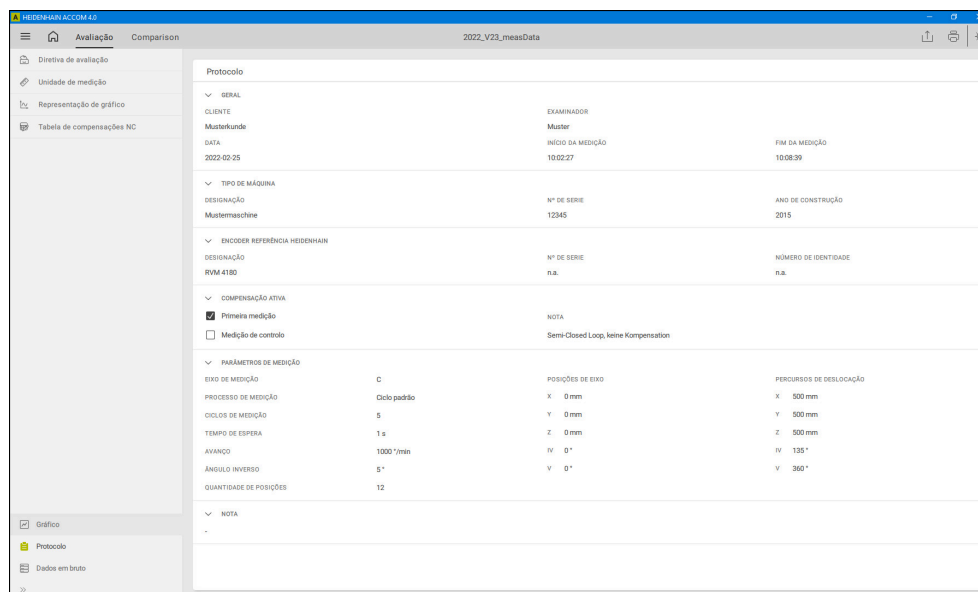 HEIDENHAIN ACCOM 4.0
Avaliação Comparison 2022_V23_measData
Diretiva de avaliação
Unidade de medição
Representação de gráfico
Tabela de compensações NC
Protocolo
GERAL
CLIENTE EXAMINADOR
Musterkunde Muster
DATA INÍCIO DA MEDIÇÃO FIM DA MEDIÇÃO
2022-02-25 10:02:27 10:08:39
TIPO DE MÁQUINA
DESIGNAÇÃO Nº DE SERIE ANO DE CONSTRUÇÃO
Mustermaschine 12345 2015
ENCODER REFERÊNCIA HEIDENHAIN
DESIGNAÇÃO Nº DE SERIE NÚMERO DE IDENTIDADE
RVM 4180 n.a. n.a.
COMPENSAÇÃO ATIVA
Primeira medição NOTA
Medição de controlo Semi-Closed Loop, keine Kompensation
PARÂMETROS DE MEDIÇÃO
EIXO DE MEDIÇÃO C POSIÇÕES DE EIXO PERCURSOS DE DESLOCAÇÃO
PROCESSO DE MEDIÇÃO Ciclo padrão X 0 mm X 500 mm
CICLOS DE MEDIÇÃO 5 Y 0 mm Y 500 mm
TEMPO DE ESPERA 1 s Z 0 mm Z 500 mm
AVANÇO 1000 °/min IV 0 ° IV 135 °
ÂNGULO INVERSO 5 ° V 0 ° V 360 °
QUANTIDADE DE POSIÇÕES 12
NOTA
-
Gráfico
Protocolo
Dados em bruto